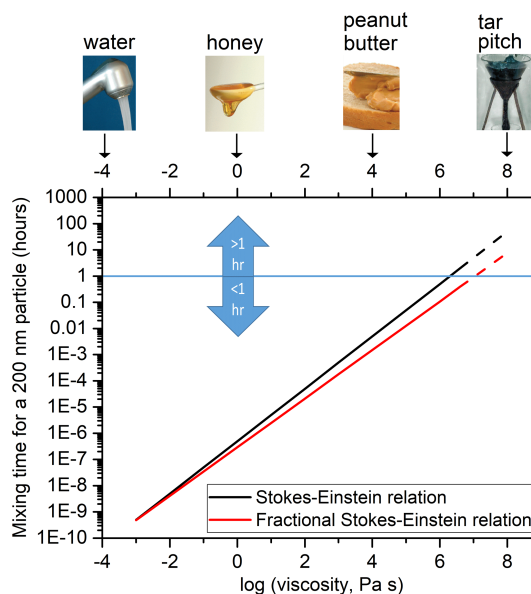 water
honey
peanut
butter
tar
pitch
-4 -2 0 2 4 6 8
1000
100
10
1
0.1
0.01
1E-3
1E-4
1E-5
1E-6
1E-7
1E-8
1E-9
1E-10
Mixing time for a 200 nm particle (hours)
>1
hr
<1
hr
Stokes-Einstein relation
Fractional Stokes-Einstein relation
-4 -2 0 2 4 6 8
log (viscosity, Pa s)